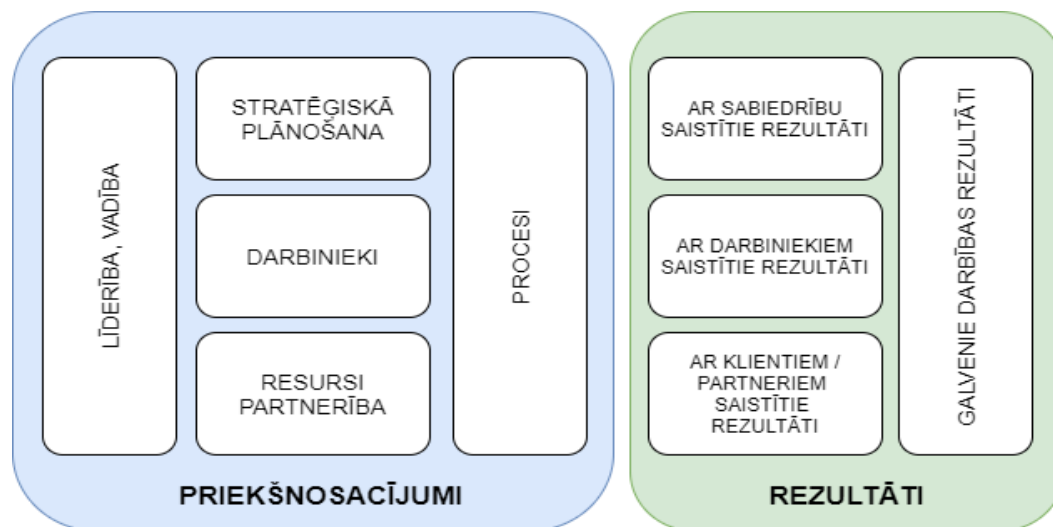 LĪDERĪBA, VADĪBA
STRATĒĢISKĀ
PLĀNOŠANA
DARBINIEKI
RESURSI
PARTNERĪBA
PROCESI
PRIEKŠNOSACĪJUMI
AR SABIEDRĪBU
SAISTĪTIE REZULTĀTI
AR DARBINIEKIEM
SAISTĪTIE REZULTĀTI
AR KLIENTIEM /
PARTNERIEM
SAISTĪTIE
REZULTĀTI
GALVENIE DARBĪBAS REZULTĀTI
REZULTĀTI